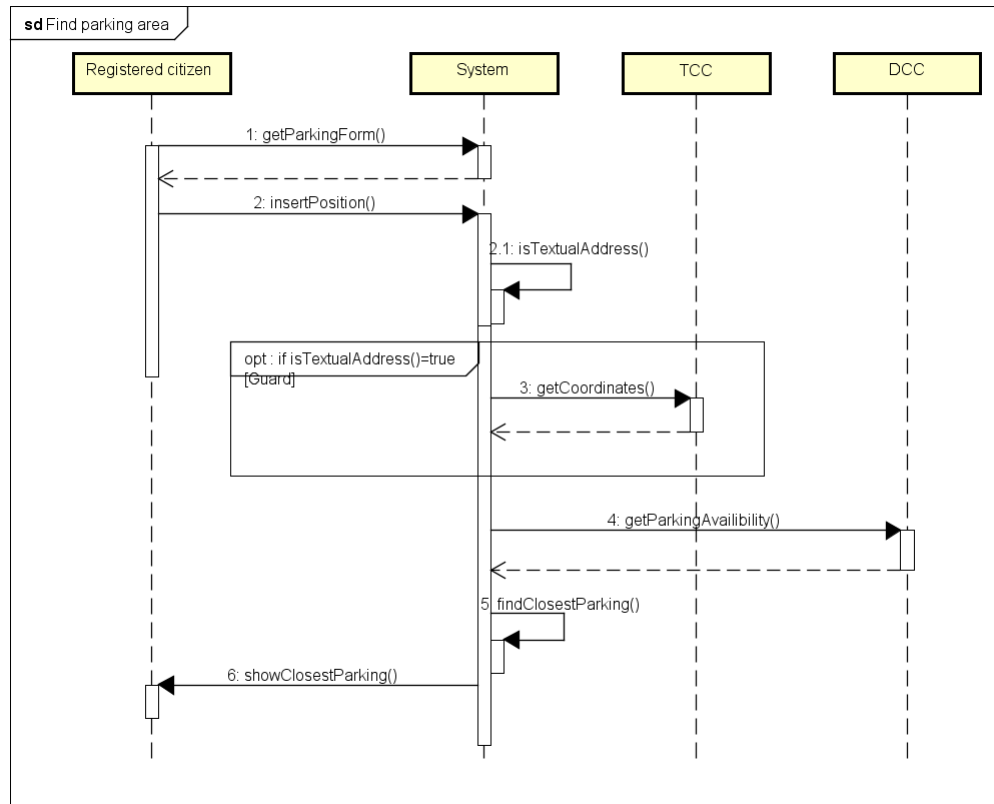 sd Find parking area
Registered citizen
System
TCC
DCC
1: getParkingForm()
2: insertPosition()
2.1: isTextualAddress()
opt : if isTextualAddress()=true
[Guard]
3: getCoordinates()
4: getParkingAvailibility()
5: findClosestParking()
6: showClosestParking()